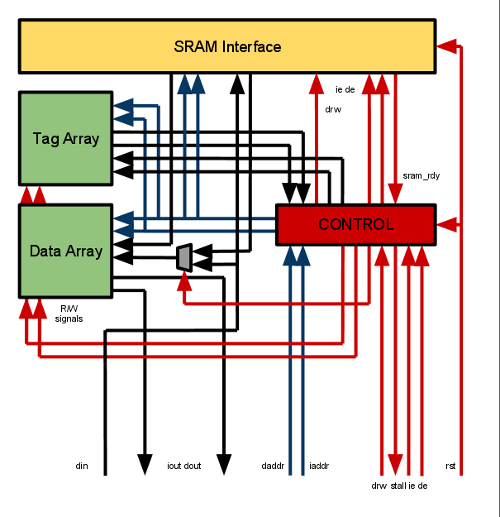 SRAM Interface
ie de
drw
Tag Array
sram_rdy
CONTROL
Data Array
R/W
signals
din
iout dout
daddr
iaddr
rst
drw stall ie de